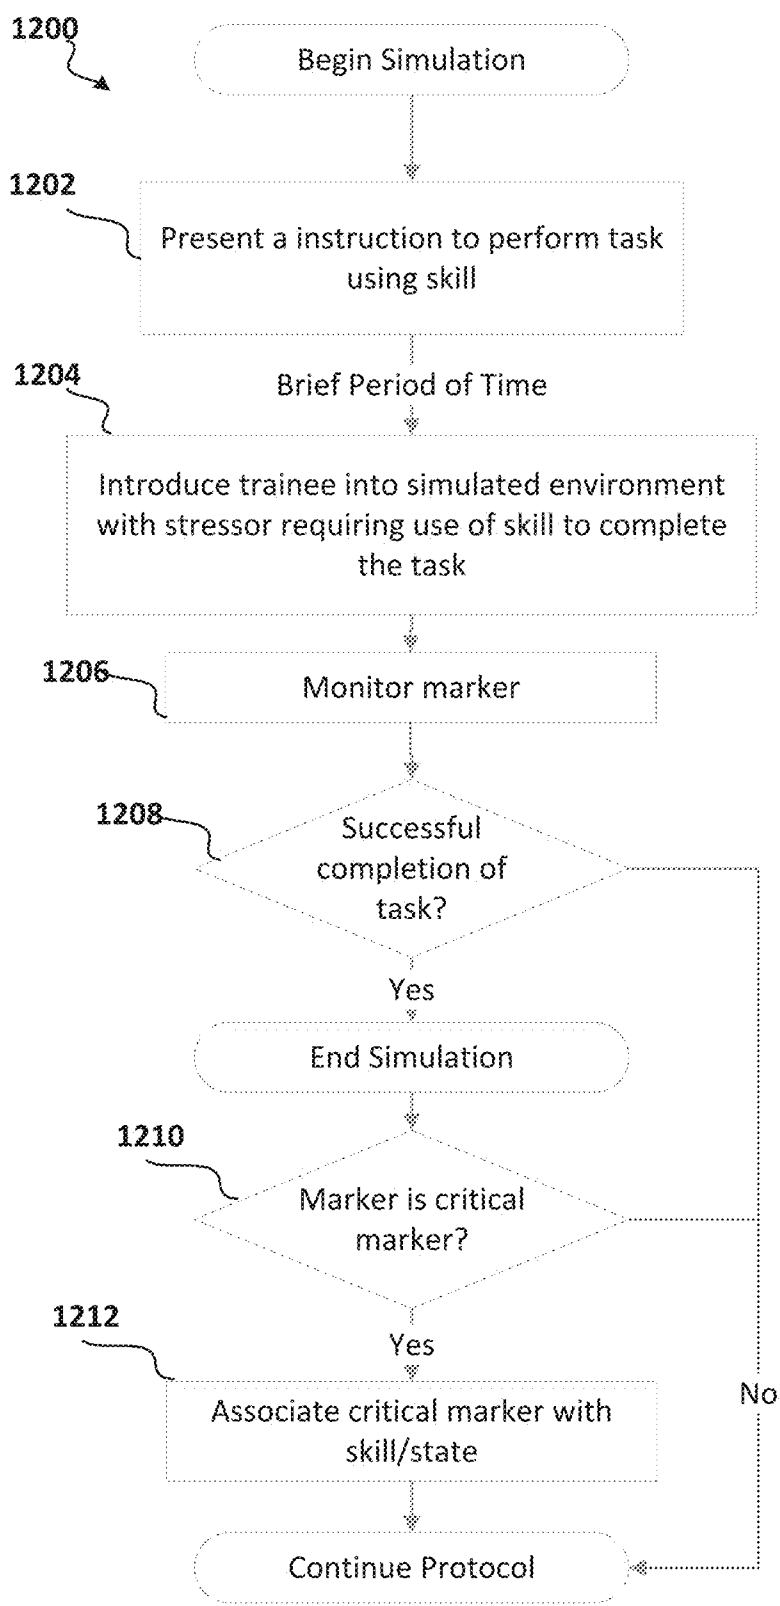 1200
Begin Simulation
1202
Present a instruction to perform task
using skill
1204
Brief Period of Time
Introduce trainee into simulated environment
with stressor requiring use of skill to complete
the task
1206
Monitor marker
1208
Successful
completion of
task?
Yes
End Simulation
1210
Marker is critical
marker?
1212
Yes
No
Associate critical marker with
skill/state
Continue Protocol